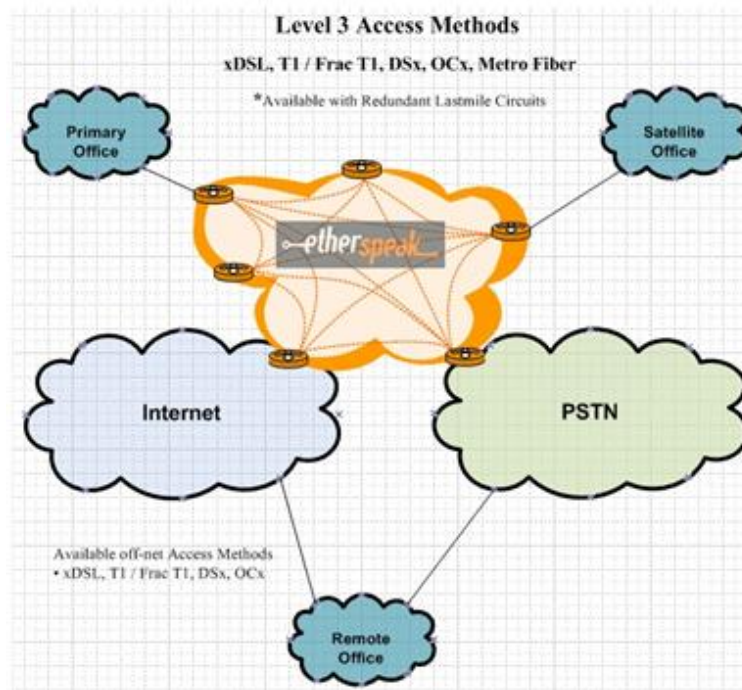 Level 3 Access Methods
xDSL, T1 / Frac T1, DSx, OCx, Metro Fiber
*Available with Redundant Lastmile Circuits
Primary
Office
Satellite
Office
etherspeak
Internet
PSTN
Available off-net Access Methods
• xDSL, T1 / Frac T1, DSx, OCx
Remote
Office